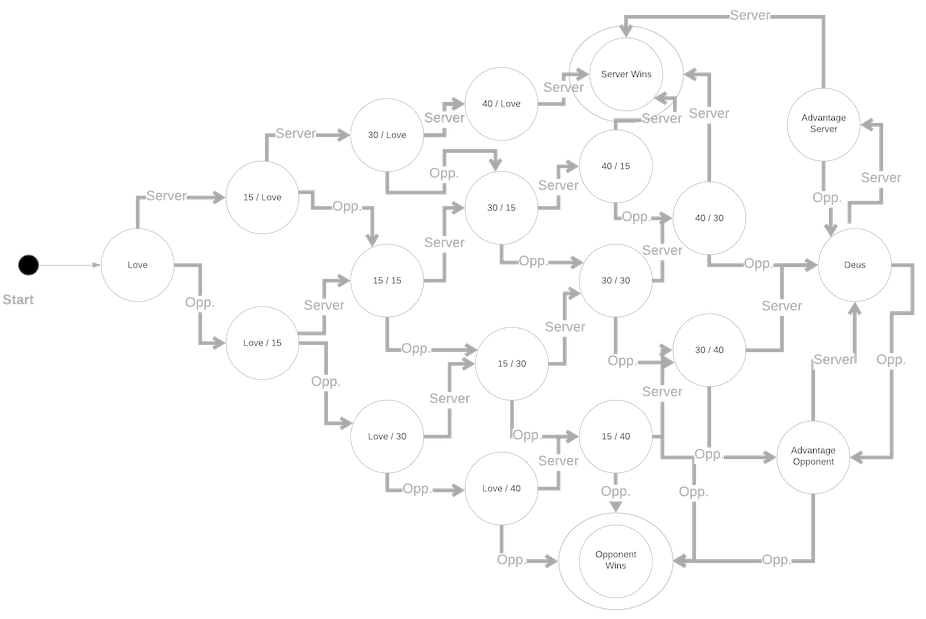 Server
Server Wins
Server
40 / Love
Server
Server
Server
Advantage
Server
Server
30 / Love
Opp.
40 / 15
Server
Server
Server
15 / Love
Opp.
30 / 15
Opp.
40 / 30
Opp.
Server
Server
Start
Love
15 / 15
Opp.
30 / 30
Opp.
Deus
Opp.
Server
Server
Server
Love / 15
Opp.
15 / 30
Opp.
30 / 40
Server
Opp.
Opp.
Server
Server
Love / 30
Opp.
15 / 40
Opp.
Advantage
Opponent
Server
Opp.
Love / 40
Opp.
Opp.
Opp.
Opponent
Wins
Opp.